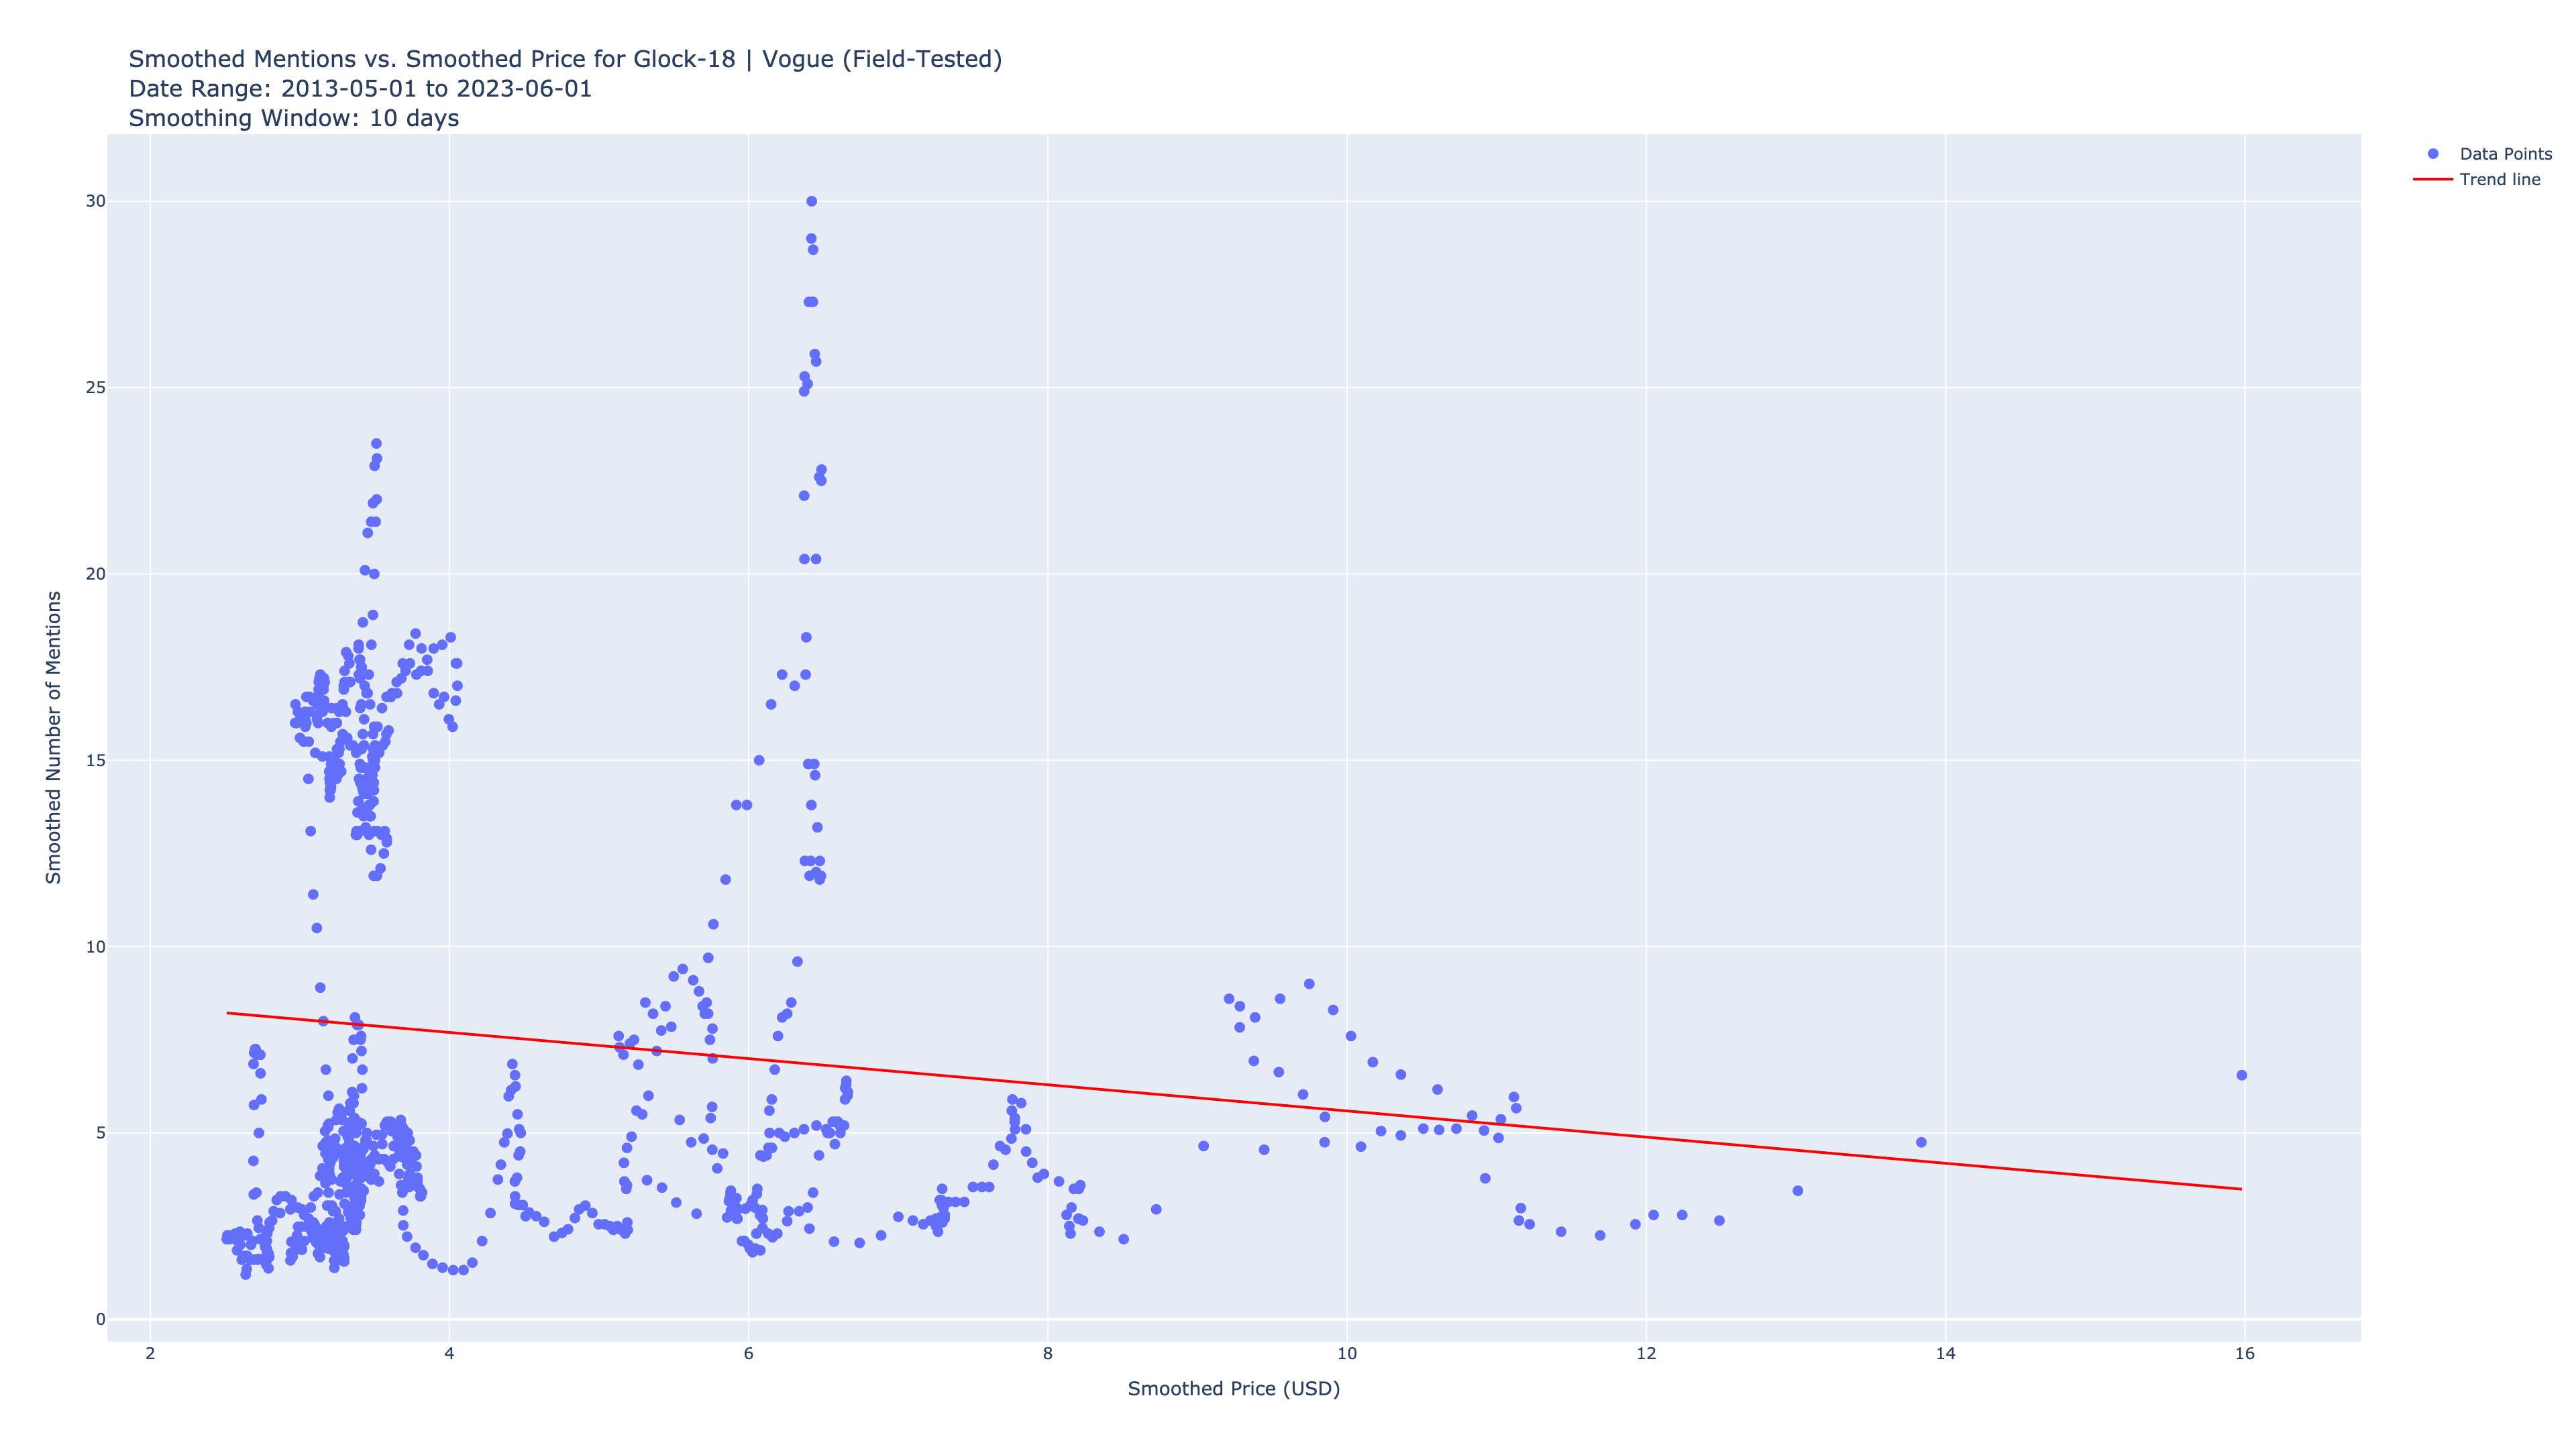 Smoothed Mentions vs. Smoothed Price for Glock-18 | Vogue (Field-Tested)
Date Range: 2013-05-01 to 2023-06-01
Smoothing Window: 10 days
Data Points
Trend line
30
25
20
15
10
5
0
Smoothed Number of Mentions
2
4
6
8
10
12
14
16
Smoothed Price (USD)